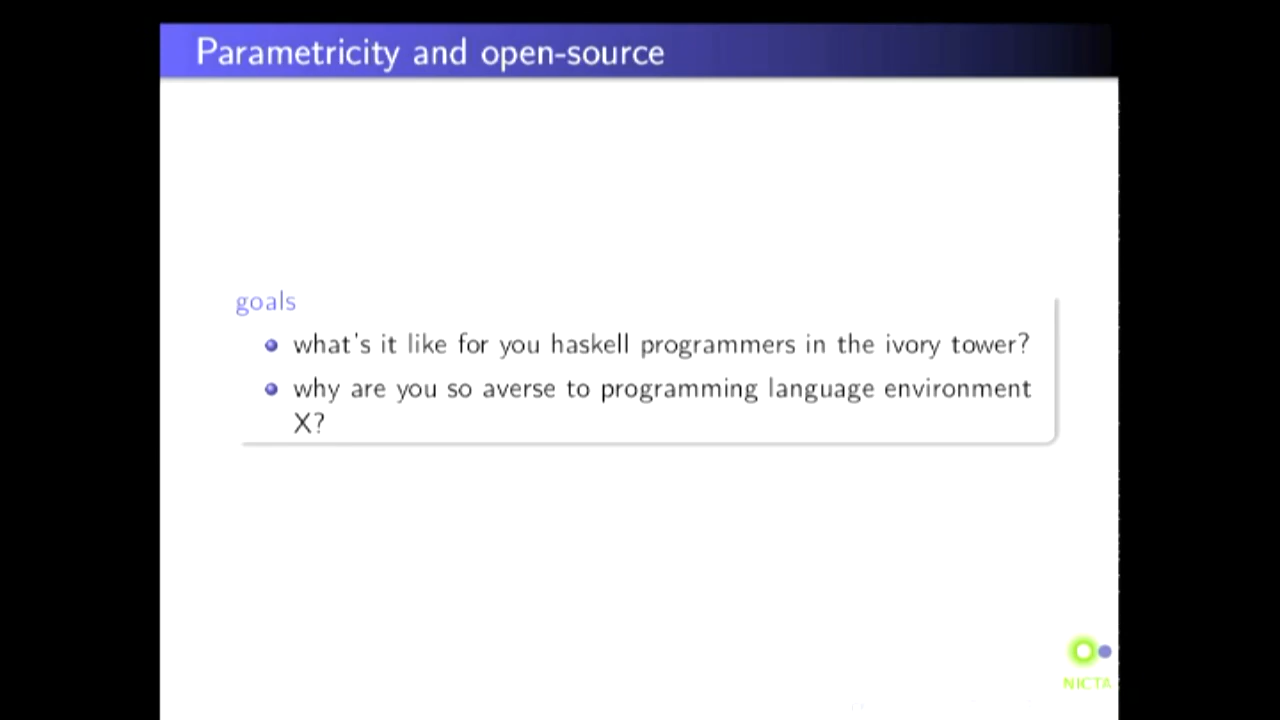 Parametricity and open-source
goals
what's it like for you haskell programmers in the ivory tower?
why are you so averse to programming language environment
X?
NICTA